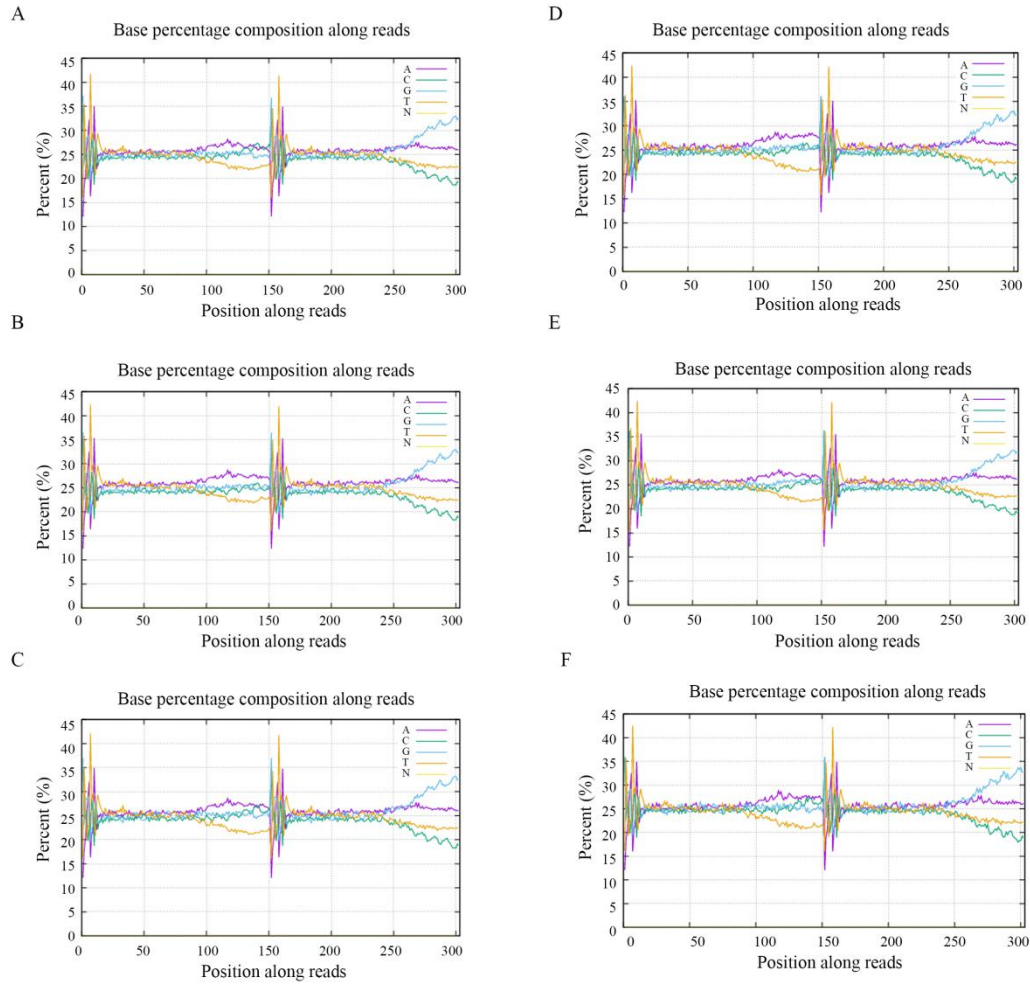 A
Base percentage composition along reads
45
40
35
30
25
20
15
10
5
0
Percent (%)
A
C
G
T
N
0 50 100 150 200 250 300
Position along reads
B
Base percentage composition along reads
45
40
35
30
25
20
15
10
5
0
Percent (%)
A
C
G
T
N
0 50 100 150 200 250 300
Position along reads
C
Base percentage composition along reads
45
40
35
30
25
20
15
10
5
0
Percent (%)
A
C
G
T
N
0 50 100 150 200 250 300
Position along reads
D
Base percentage composition along reads
45
40
35
30
25
20
15
10
5
0
Percent (%)
A
C
G
T
N
0 50 100 150 200 250 300
Position along reads
E
Base percentage composition along reads
45
40
35
30
25
20
15
10
5
0
Percent (%)
A
C
G
T
N
0 50 100 150 200 250 300
Position along reads
F
Base percentage composition along reads
45
40
35
30
25
20
15
10
5
0
Percent (%)
A
C
G
T
N
0 50 100 150 200 250 300
Position along reads